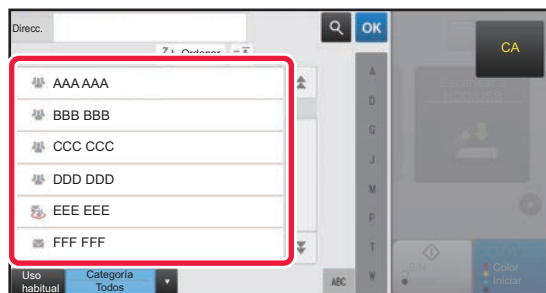 Direcc.
OK
CA
Ordenar
AAA AAA
BBB BBB
CCC CCC
DDD DDD
EEE EEE
FFF FFF
A
D
G
J
M
P
T
W
Uso
habitual
Categoría
Todos
ABC
B/N
Iniciar
Color
Iniciar